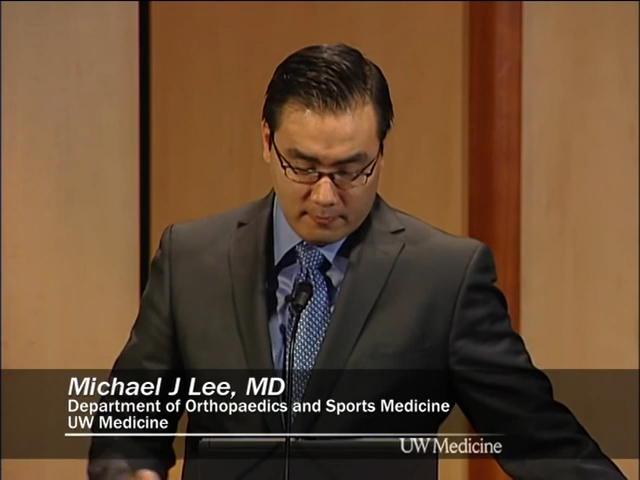 Michael J Lee, MD
Department of Orthopaedics and Sports Medicine
UW Medicine
UW Medicine